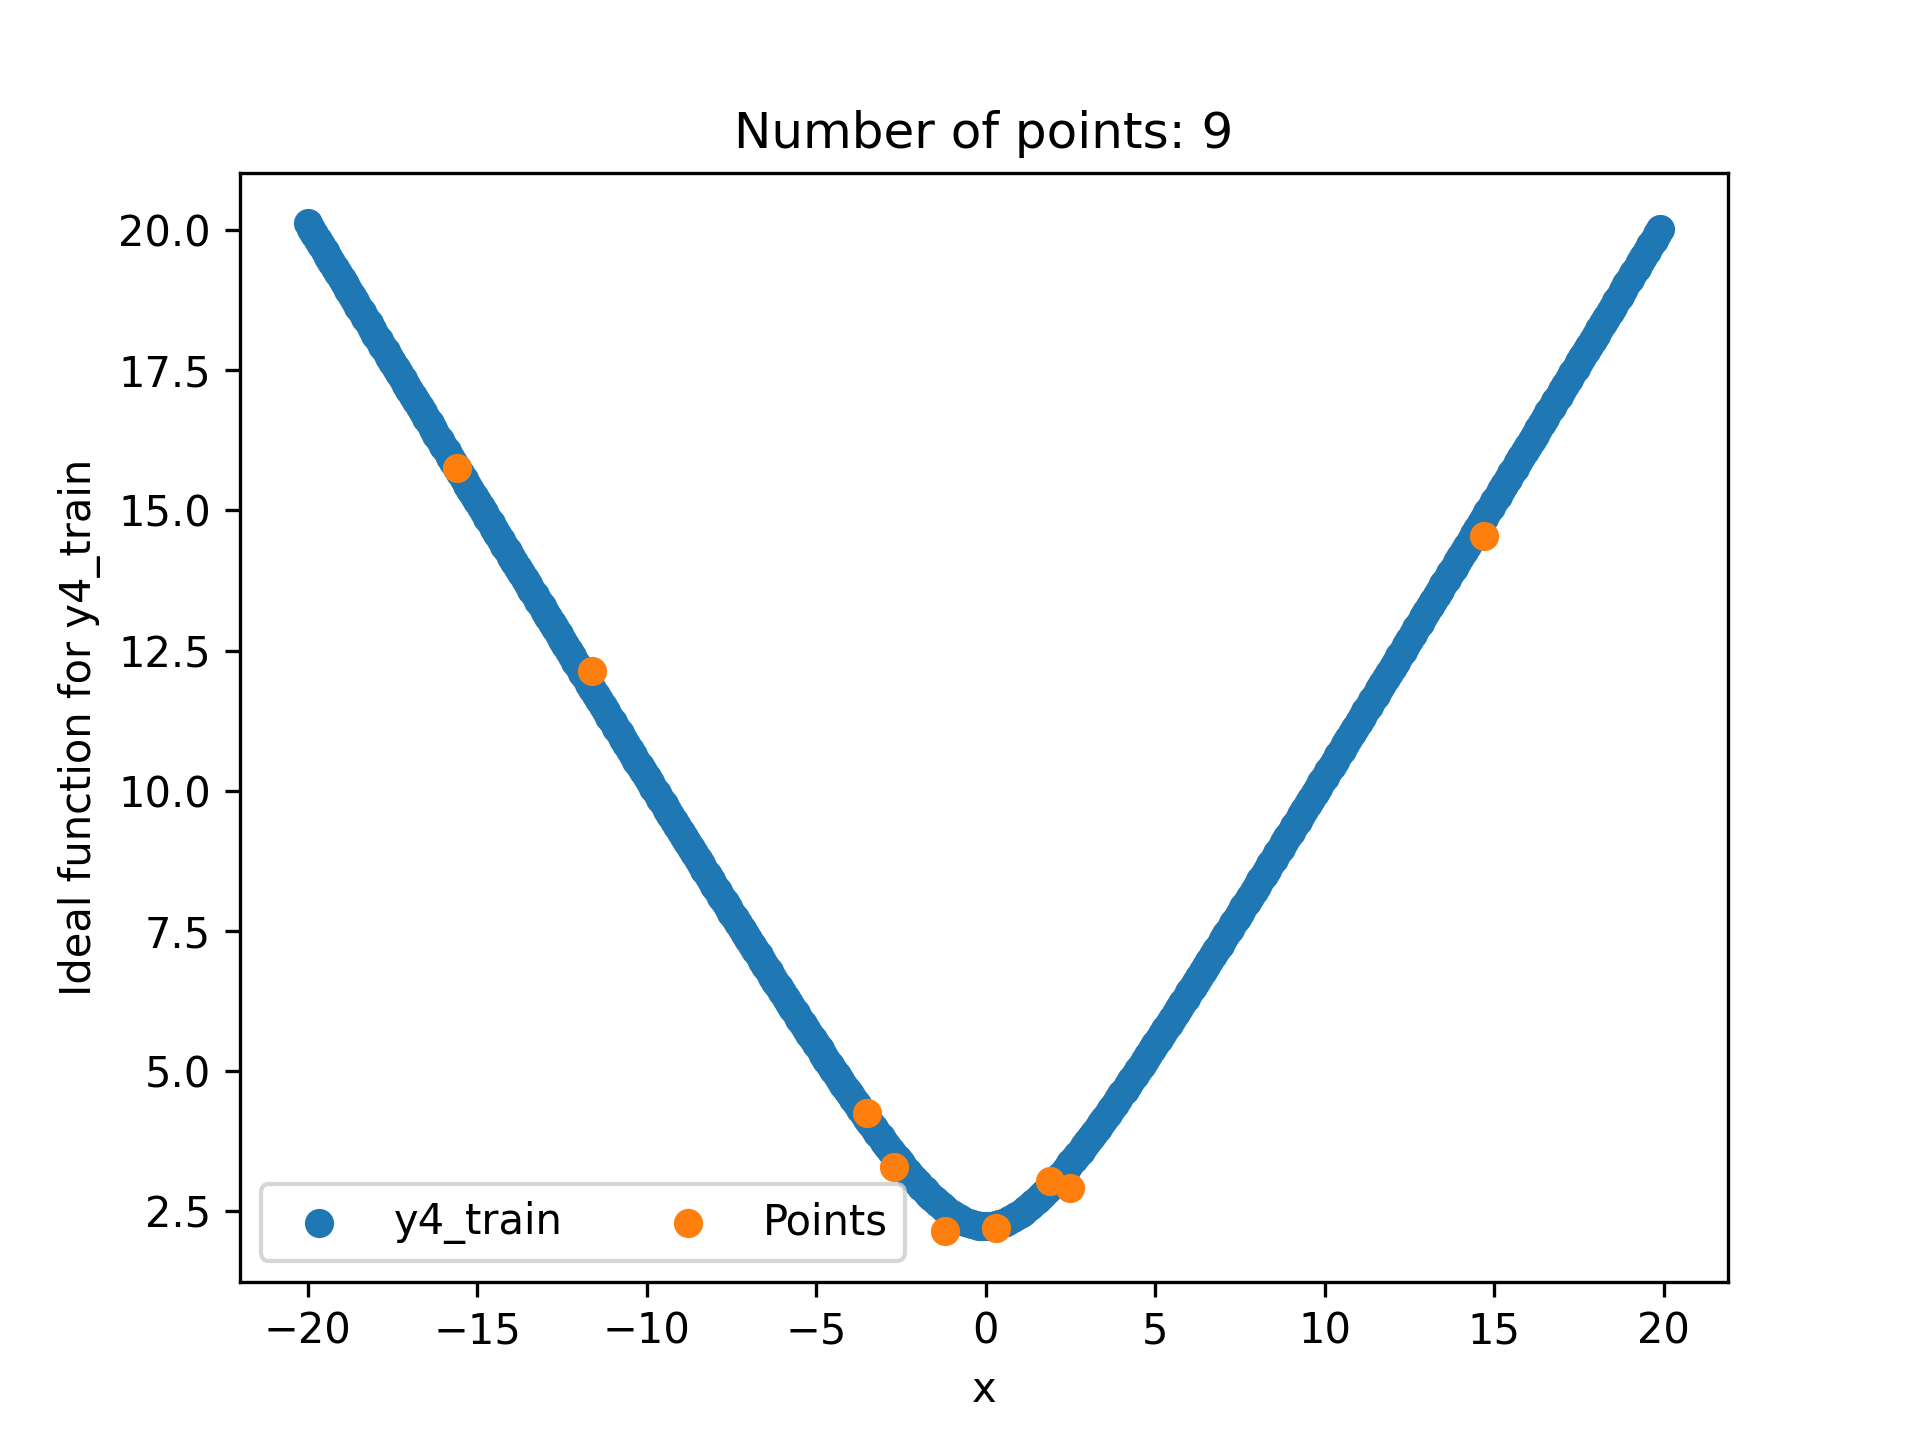 Number of points: 9
Ideal function for y4_train
20.0
17.5
15.0
12.5
10.0
7.5
5.0
2.5
y4_train Points
−20 −15 −10 −5 0 5 10 15 20
x